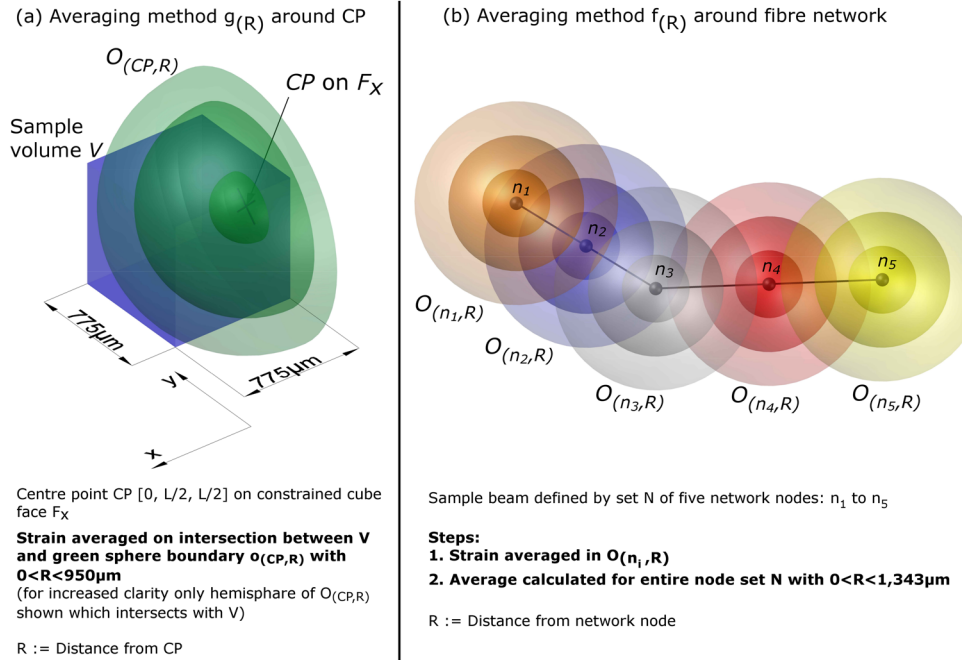 (a) Averaging method g(R) around CP
O(CP,R)
CP on FX
Sample
volume V
775µm
775µm
y
x
Centre point CP [0, L/2, L/2] on constrained cube
face FX
Strain averaged on intersection between V
and green sphere boundary o(CP,R) with
0<R<950µm
(for increased clarity only hemisphare of O(CP,R)
shown which intersects with V)
R := Distance from CP
(b) Averaging method f(R) around fibre network
n1
n2
n3
n4
n5
O(n1,R)
O(n2,R)
O(n3,R)
O(n4,R)
O(n5,R)
Sample beam defined by set N of five network nodes: n1 to n5
Steps:
1. Strain averaged in O(ni,R)
2. Average calculated for entire node set N with 0<R<1,343µm
R := Distance from network node